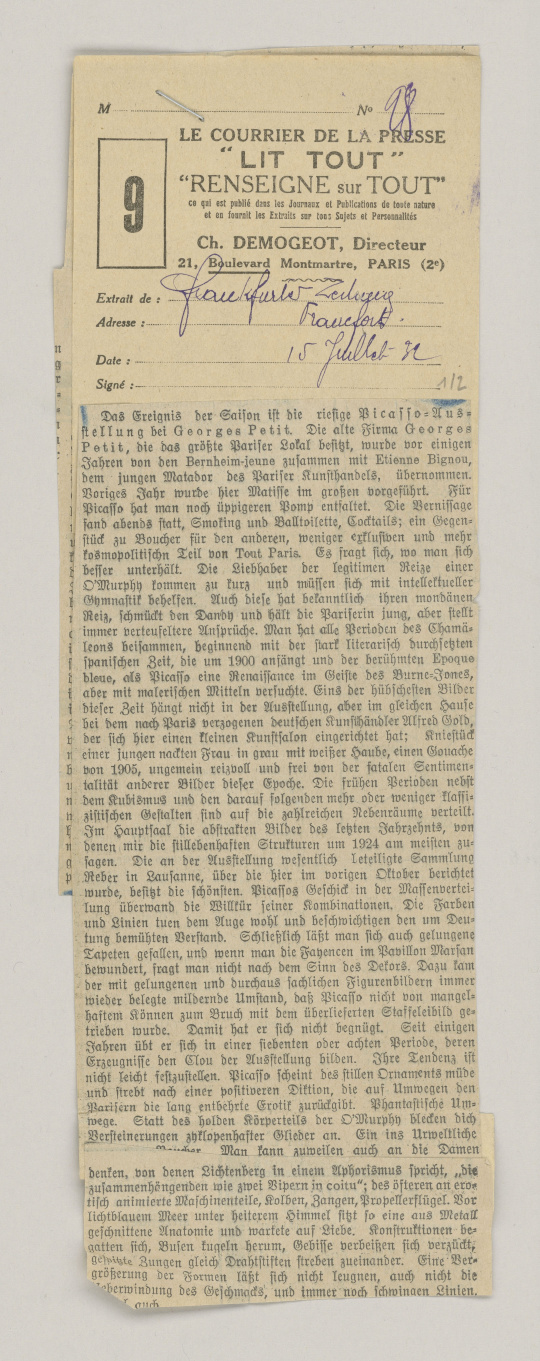 M
No 98
LE COURRIER DE LA PRESSE
"LIT TOUT"
9
"RENSEIGNE sur TOUT"
ce qui est publié dans les Journaux et Publications de toute nature
et en fournit les Extraits sur tous Sujets et Personnalités
Ch. DEMOGEOT, Directeur
21, Boulevard Montmartre, PARIS (2e)
Extrait de : Frankfurter Zeitung
Adresse : Francfort.
Date : 15 Juillet 32
Signé :
1/2
Das Ereignis der Saison ist die riesige Picasso-Aus-
stellung bei Georges Petit. Die alte Firma Georges
Petit, die das größte Pariser Lokal besitzt, wurde vor einigen
Jahren von den Bernheim-jeune zusammen mit Etienne Bignou,
dem jungen Matador des Pariser Kunsthandels, übernommen.
Voriges Jahr wurde hier Matisse im großen vorgeführt. Für
Picasso hat man noch üppigeren Pomp entfaltet. Die Vernissage
fand abends statt, Smoking und Balltoilette, Cocktails; ein Gegen-
stück zu Boucher für den anderen, weniger exklusiven und mehr
kosmopolitischn Teil von Tout Paris. Es fragt sich, wo man sich
besser unterhält. Die Liebhaber der legitimen Reize einer
O'Murphy kommen zu kurz und müssen sich mit intellektueller
Gymnastik behelfen. Auch diese hat bekanntlich ihren mondänen
Reiz, schmückt den Dandy und hält die Pariserin jung, aber stellt
immer verteufeltere Ansprüche. Man hat alle Perioden des Chamä-
leons beisammen, beginnend mit der stark literarisch durchsetzten
spanischen Zeit, die um 1900 anfängt und der berühmten Epoque
bleue, als Picasso eine Renaissance im Geiste des Burne-Jones,
aber mit malerischen Mitteln versuchte. Eins der hübschesten Bilder
dieser Zeit hängt nicht in der Ausstellung, aber im gleichen Hause
bei dem nach Paris verzogenen deutschen Kunsthändler Alfred Gold,
der sich hier einen kleinen Kunstsalon eingerichtet hat; Kniestück
einer jungen nackten Frau in grau mit weißer Haube, einen Gouache
von 1905, ungemein reizvoll und frei von der fatalen Sentimen-
talität anderer Bilder dieser Epoche. Die frühen Perioden nebst
dem Kubismus und den darauf folgenden mehr oder weniger klassi-
zistischen Gestalten sind auf die zahlreichen Nebenräume verteilt.
Im Hauptsaal die abstrakten Bilder des letzten Jahrzehnts, von
denen mir die stillebenhaften Strukturen um 1924 am meisten zu-
sagen. Die an der Ausstellung wesentlich beteiligte Sammlung
Reber in Lausanne, über die hier im vorigen Oktober berichtet
wurde, besitzt die schönsten. Picassos Geschick in der Massenvertei-
lung überwand die Willkür seiner Kombinationen. Die Farben
und Linien tuen dem Auge wohl und beschwichtigen den um Deu-
tung bemühten Verstand. Schließlich läßt man sich auch gelungene
Tapeten gefallen, und wenn man die Fayencen im Pavillon Marsan
bewundert, fragt man nicht nach dem Sinn des Dekors. Dazu kam
der mit gelungenen und durchaus sachlichen Figurenbildern immer
wieder belegte mildernde Umstand, daß Picasso nicht von mangel-
haftem Können zum Bruch mit dem überlieferten Staffeleibild ge-
trieben wurde. Damit hat er sich nicht begnügt. Seit einigen
Jahren übt er sich in einer siebenten oder achten Periode, deren
Erzeugnisse den Clou der Ausstellung bilden. Ihre Tendenz ist
nicht leicht festzustellen. Picasso scheint des stillen Ornaments müde
und strebt nach einer positiveren Diktion, die auf Umwegen den
Parisern die lang entbehrte Erotik zurückgibt. Phantastische Um-
wege. Statt des holden Körperteils der O'Murphy blecken dich
Versteinerungen zyklopenhafter Glieder an. Ein ins Urweltliche
Boucher. Man kann zuweilen auch an die Damen
denken, von denen Lichtenberg in einem Aphorismus spricht, „die
zusammenhängenden wie zwei Vipern in coitu"; des öfteren an ero-
tisch animierte Maschinenteile, Kolben, Zangen, Propellerflügel. Vor
lichtblauem Meer unter heiterem Himmel sitzt so eine aus Metall
geschnittene Anatomie und wartete auf Liebe. Konstruktionen be-
gatten sich, Busen kugeln herum, Gebisse verbeißen sich verzückt,
gespitzte Zungen gleich Drahtstiften streben zueinander. Eine Ver-
größerung der Formen läßt sich nicht leugnen, auch nicht die
Ueberwindung des Geschmacks, und immer noch schwingen Linien.
auch